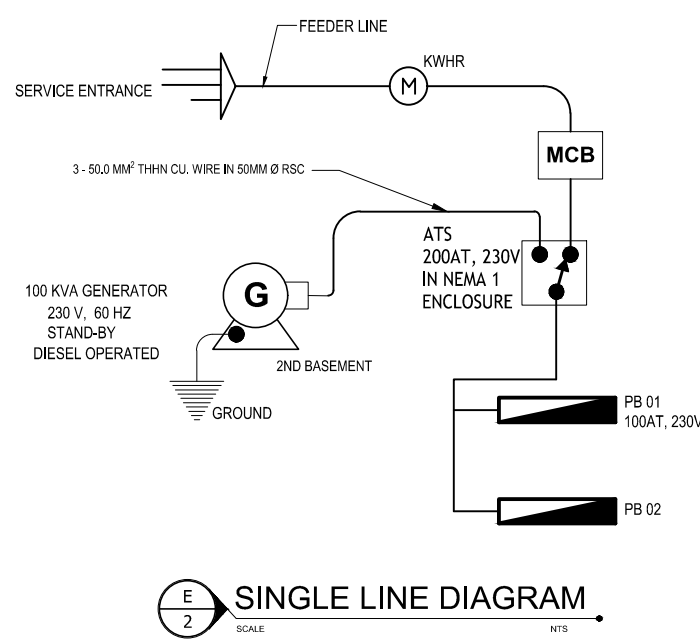 FEEDER LINE
KWHR
SERVICE ENTRANCE
M
MCB
3 - 50.0 MM² THHN CU. WIRE IN 50MM Ø RSC
ATS
200AT, 230V
IN NEMA 1
ENCLOSURE
G
100 KVA GENERATOR
230 V, 60 HZ
STAND-BY
DIESEL OPERATED
2ND BASEMENT
GROUND
PB 01
100AT, 230V
PB 02
E
2
SINGLE LINE DIAGRAM
SCALE
NTS